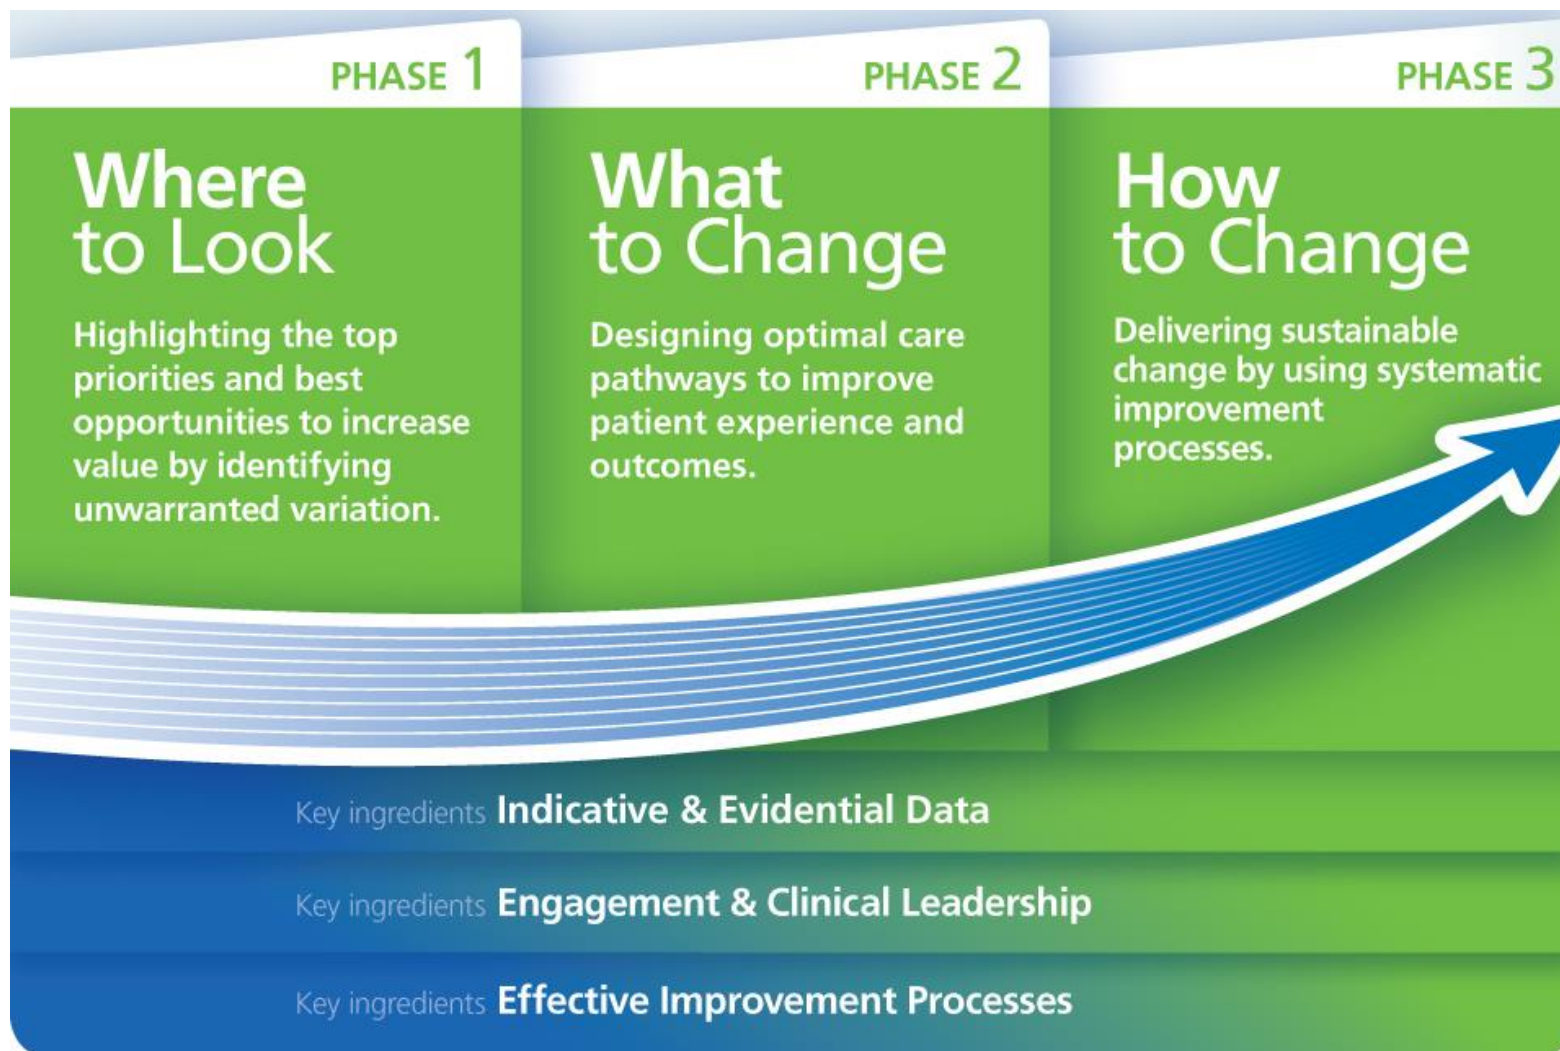 PHASE 1
Where
to Look
Highlighting the top
priorities and best
opportunities to increase
value by identifying
unwarranted variation.
PHASE 2
What
to Change
Designing optimal care
pathways to improve
patient experience and
outcomes.
PHASE 3
How
to Change
Delivering sustainable
change by using systematic
improvement
processes.
Key ingredients Indicative & Evidential Data
Key ingredients Engagement & Clinical Leadership
Key ingredients Effective Improvement Processes